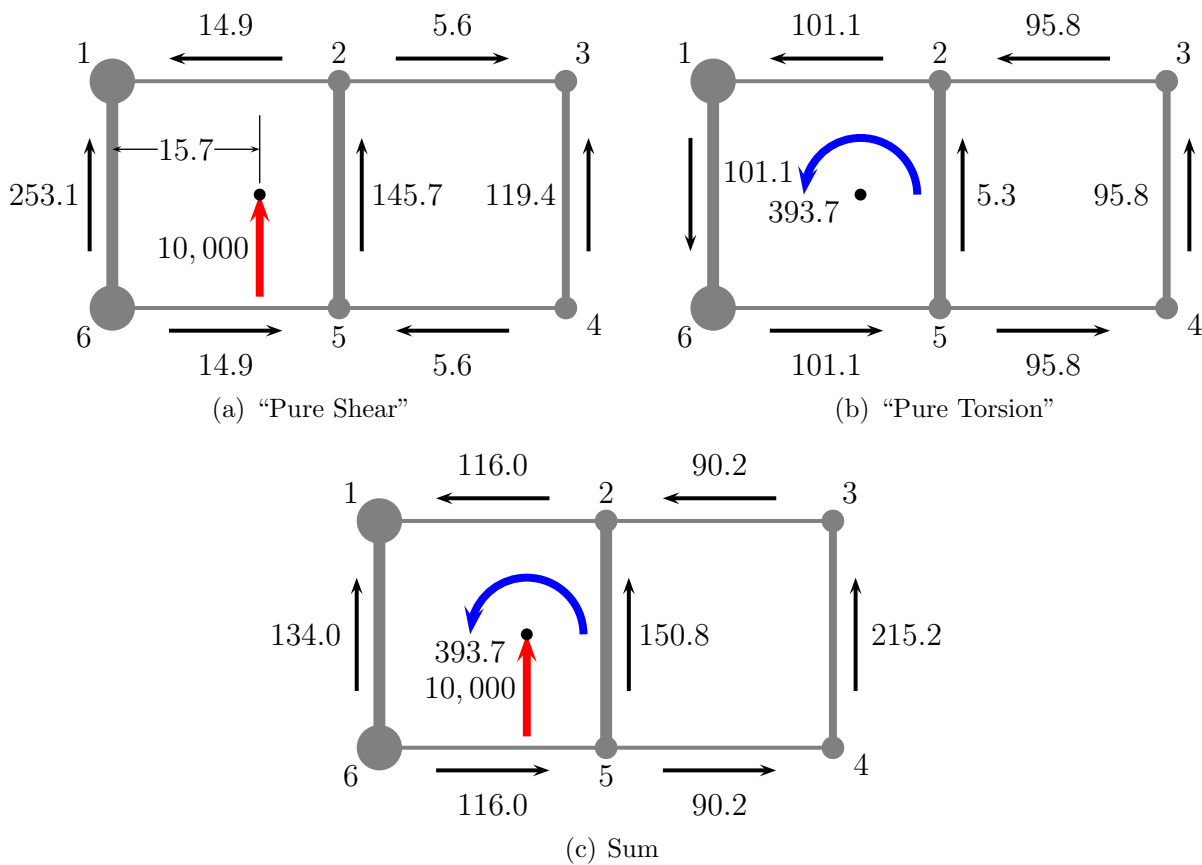 14.9 5.6
1 2 3
15.7
253.1 145.7 119.4
10,000
6 5 4
14.9 5.6
(a) “Pure Shear”
101.1 95.8
1 2 3
101.1
393.7 5.3 95.8
6 5 4
101.1 95.8
(b) “Pure Torsion”
116.0 90.2
1 2 3
134.0 393.7 150.8 215.2
10,000
6 5 4
116.0 90.2
(c) Sum